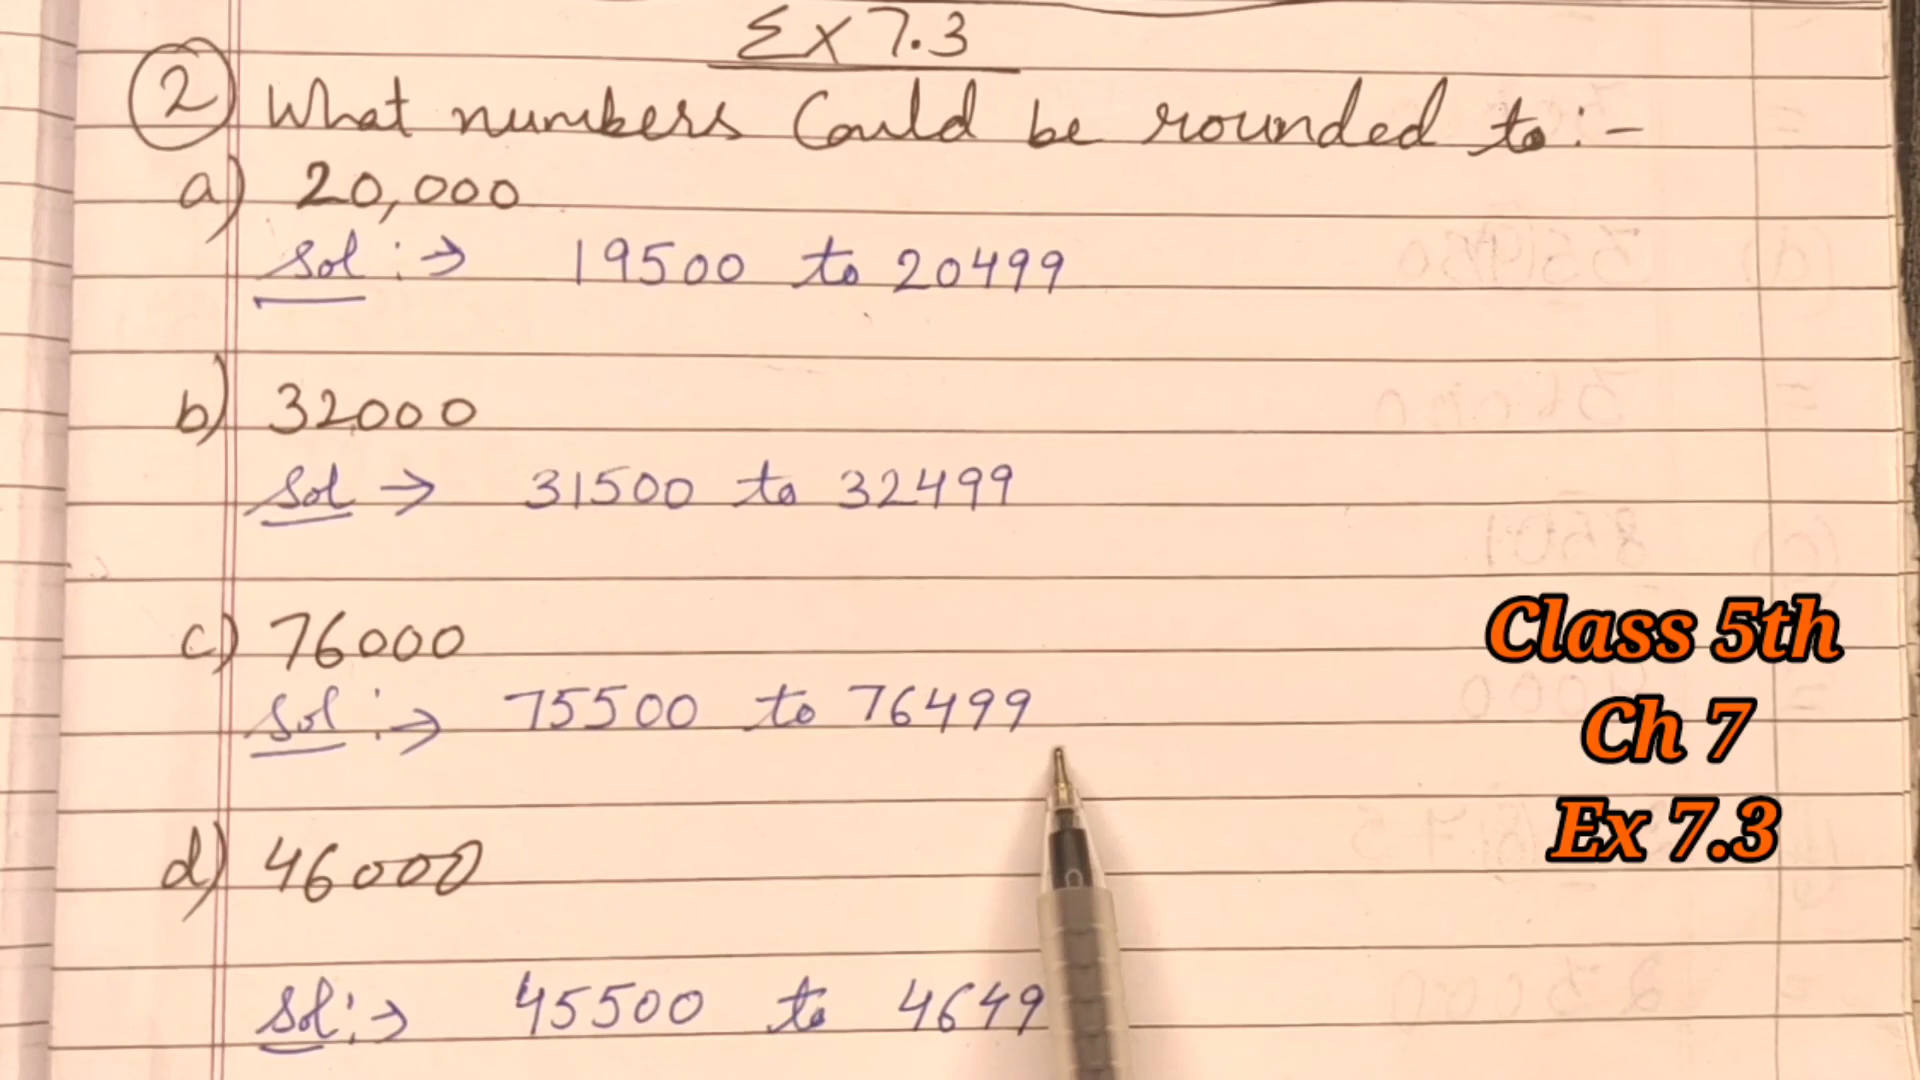 Ex 7.3
2 What numbers Could be rounded to:-
a) 20,000
Sol:→ 19500 to 20499
b) 32000
Sol → 31500 to 32499
c) 76000
Sol:→ 75500 to 76499
d) 46000
Sol:→ 45500 to 4649
Class 5th
Ch 7
Ex 7.3